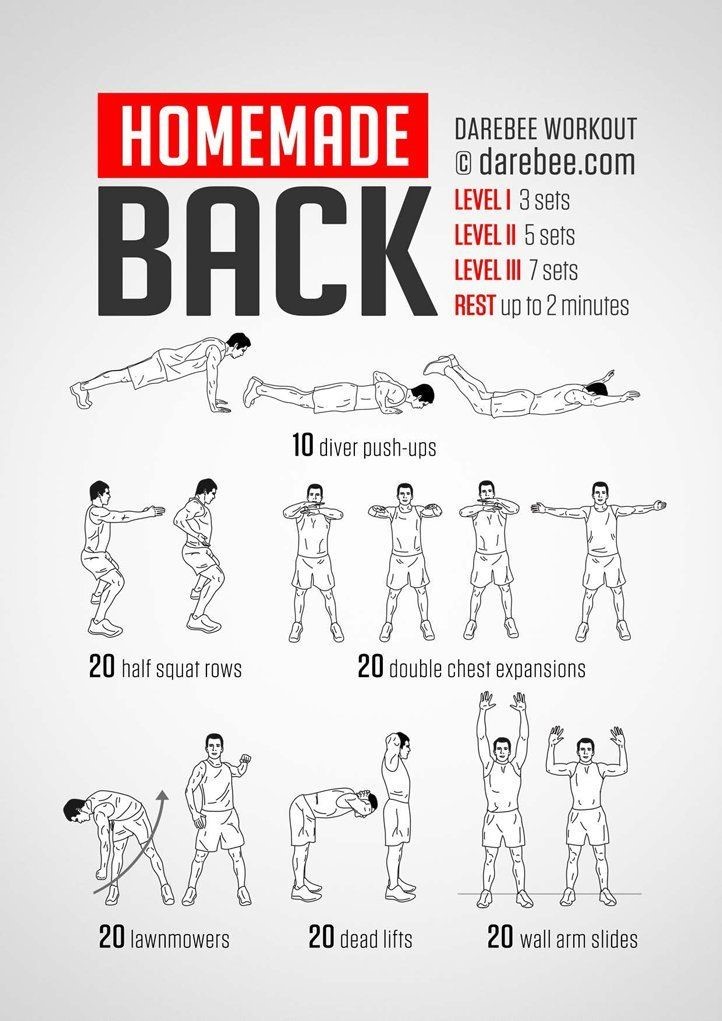 HOMEMADE
BACK
DAREBEE WORKOUT
© darebee.com
LEVEL I 3 sets
LEVEL II 5 sets
LEVEL III 7 sets
REST up to 2 minutes
10 diver push-ups
20 half squat rows
20 double chest expansions
20 lawnmowers
20 dead lifts
20 wall arm slides